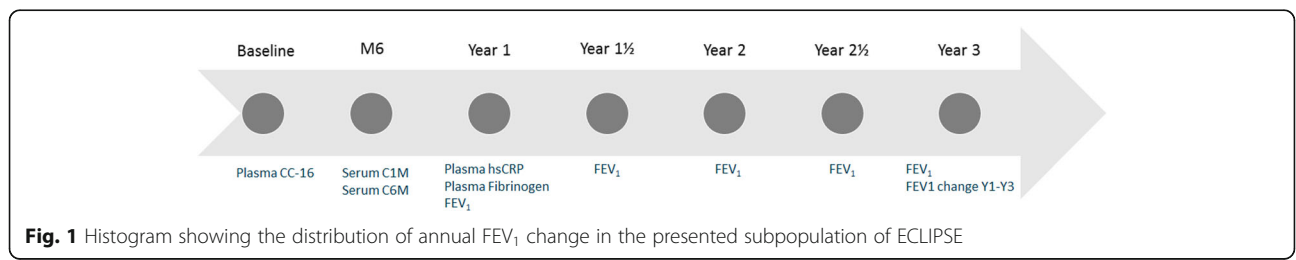 Baseline M6 Year 1 Year 1½ Year 2 Year 2½ Year 3
Plasma CC-16 Serum C1M Plasma hsCRP FEV₁ FEV₁ FEV₁ FEV₁
Serum C6M Plasma Fibrinogen FEV1 change Y1-Y3
FEV₁
Fig. 1 Histogram showing the distribution of annual FEV₁ change in the presented subpopulation of ECLIPSE